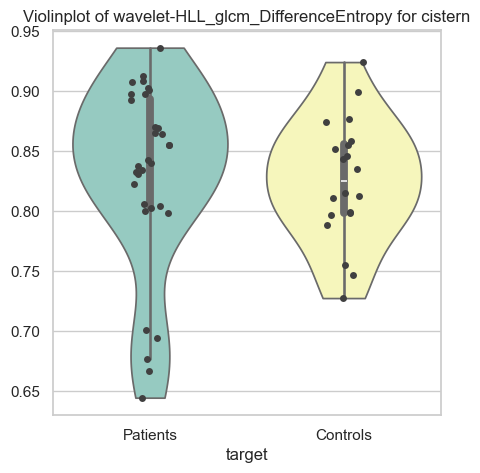 Violinplot of wavelet-HLL_glcm_DifferenceEntropy for cistern
0.95
0.90
0.85
0.80
0.75
0.70
0.65
Patients
Controls
target